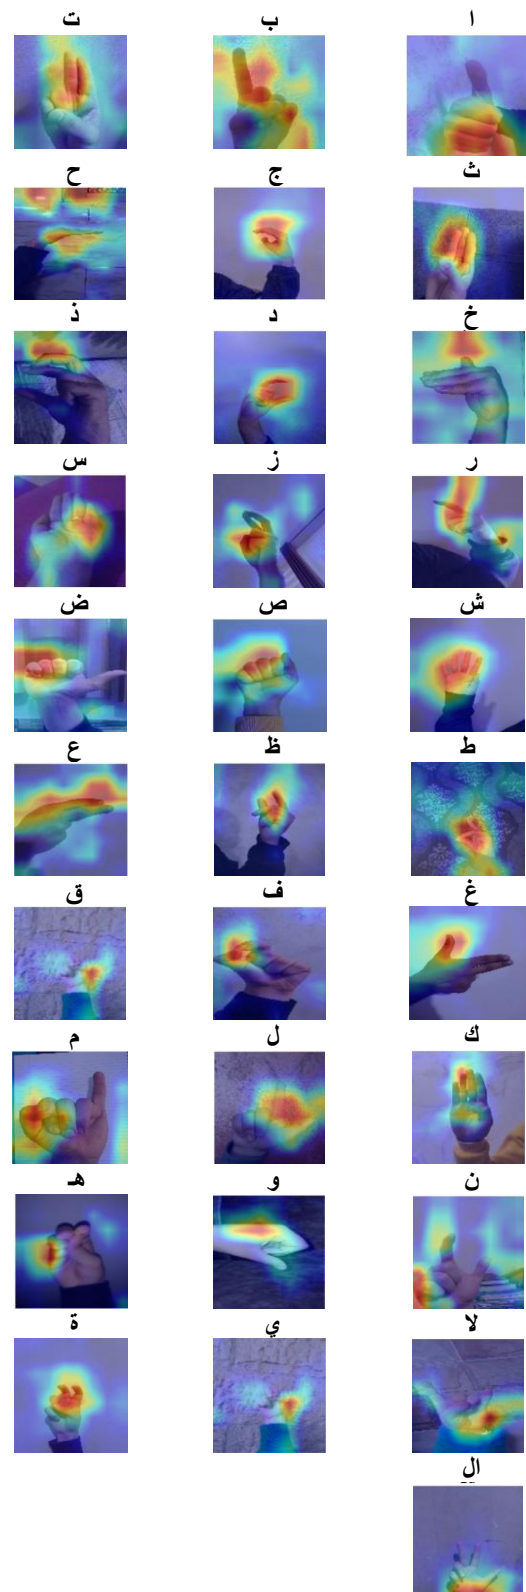 ا ب ت
ث ج ح
خ د ذ
ر ز س
ش ص ض
ط ظ ع
غ ف ق
ك ل م
ن و هـ
لا ي ة
ال